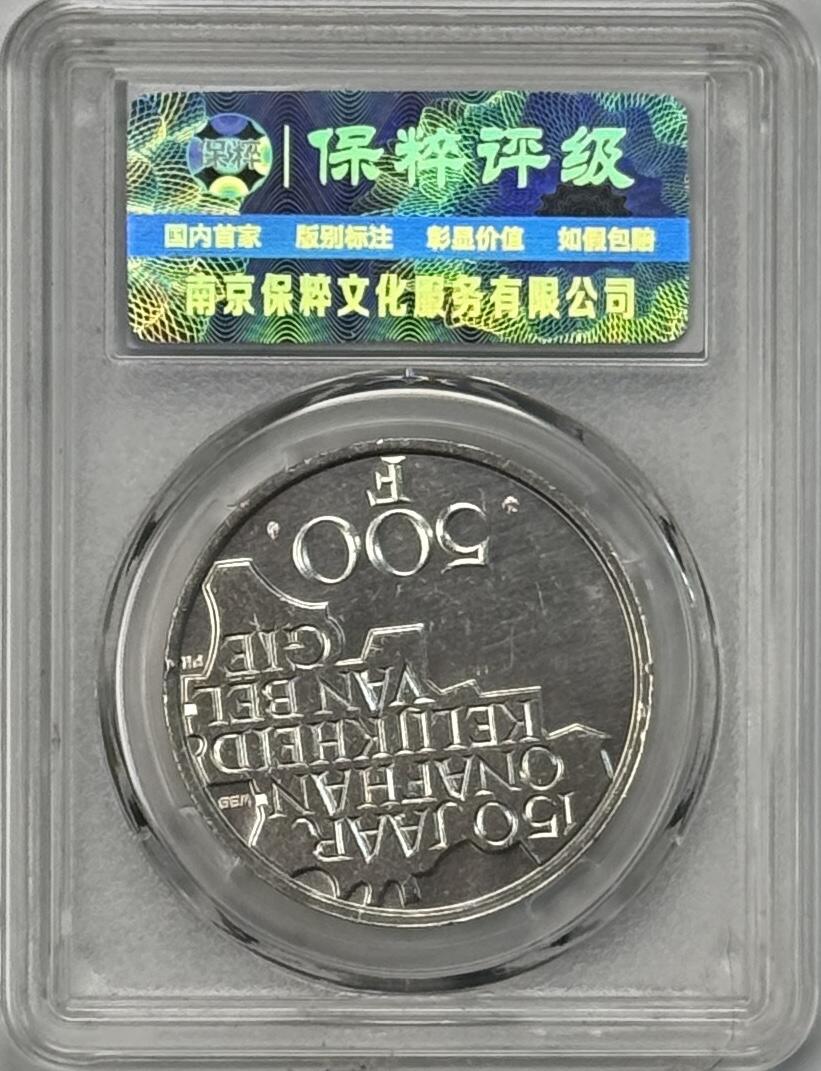 保粹 保粹评级
国内首家 版别标注 彰显价值 如假包赔
南京保粹文化服务有限公司
150 JAAR
ONAFHAN
KELIJKHEID
VAN BEL
GIE
500
F